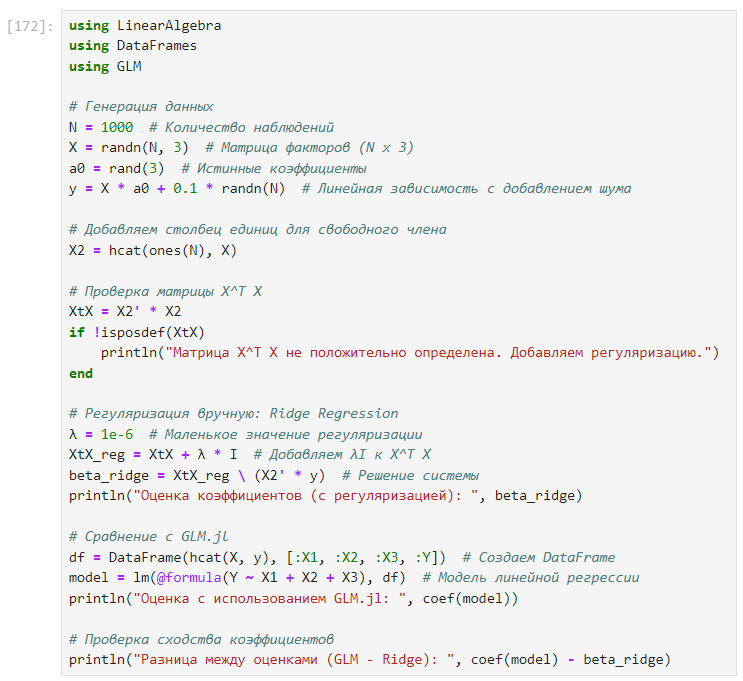 [172]:
using LinearAlgebra
using DataFrames
using GLM
# Генерация данных
N = 1000  # Количество наблюдений
X = randn(N, 3)  # Матрица факторов (N x 3)
a0 = rand(3)  # Истинные коэффициенты
y = X * a0 + 0.1 * randn(N)  # Линейная зависимость с добавлением шума
# Добавляем столбец единиц для свободного члена
X2 = hcat(ones(N), X)
# Проверка матрицы X^T X
XtX = X2' * X2
if !isposdef(XtX)
    println("Матрица X^T X не положительно определена. Добавляем регуляризацию.")
end
# Регуляризация вручную: Ridge Regression
λ = 1e-6  # Маленькое значение регуляризации
XtX_reg = XtX + λ * I  # Добавляем λI к X^T X
beta_ridge = XtX_reg \ (X2' * y)  # Решение системы
println("Оценка коэффициентов (с регуляризацией): ", beta_ridge)
# Сравнение с GLM.jl
df = DataFrame(hcat(X, y), [:X1, :X2, :X3, :Y])  # Создаем DataFrame
model = lm(@formula(Y ~ X1 + X2 + X3), df)  # Модель линейной регрессии
println("Оценка с использованием GLM.jl: ", coef(model))
# Проверка сходства коэффициентов
println("Разница между оценками (GLM - Ridge): ", coef(model) - beta_ridge)